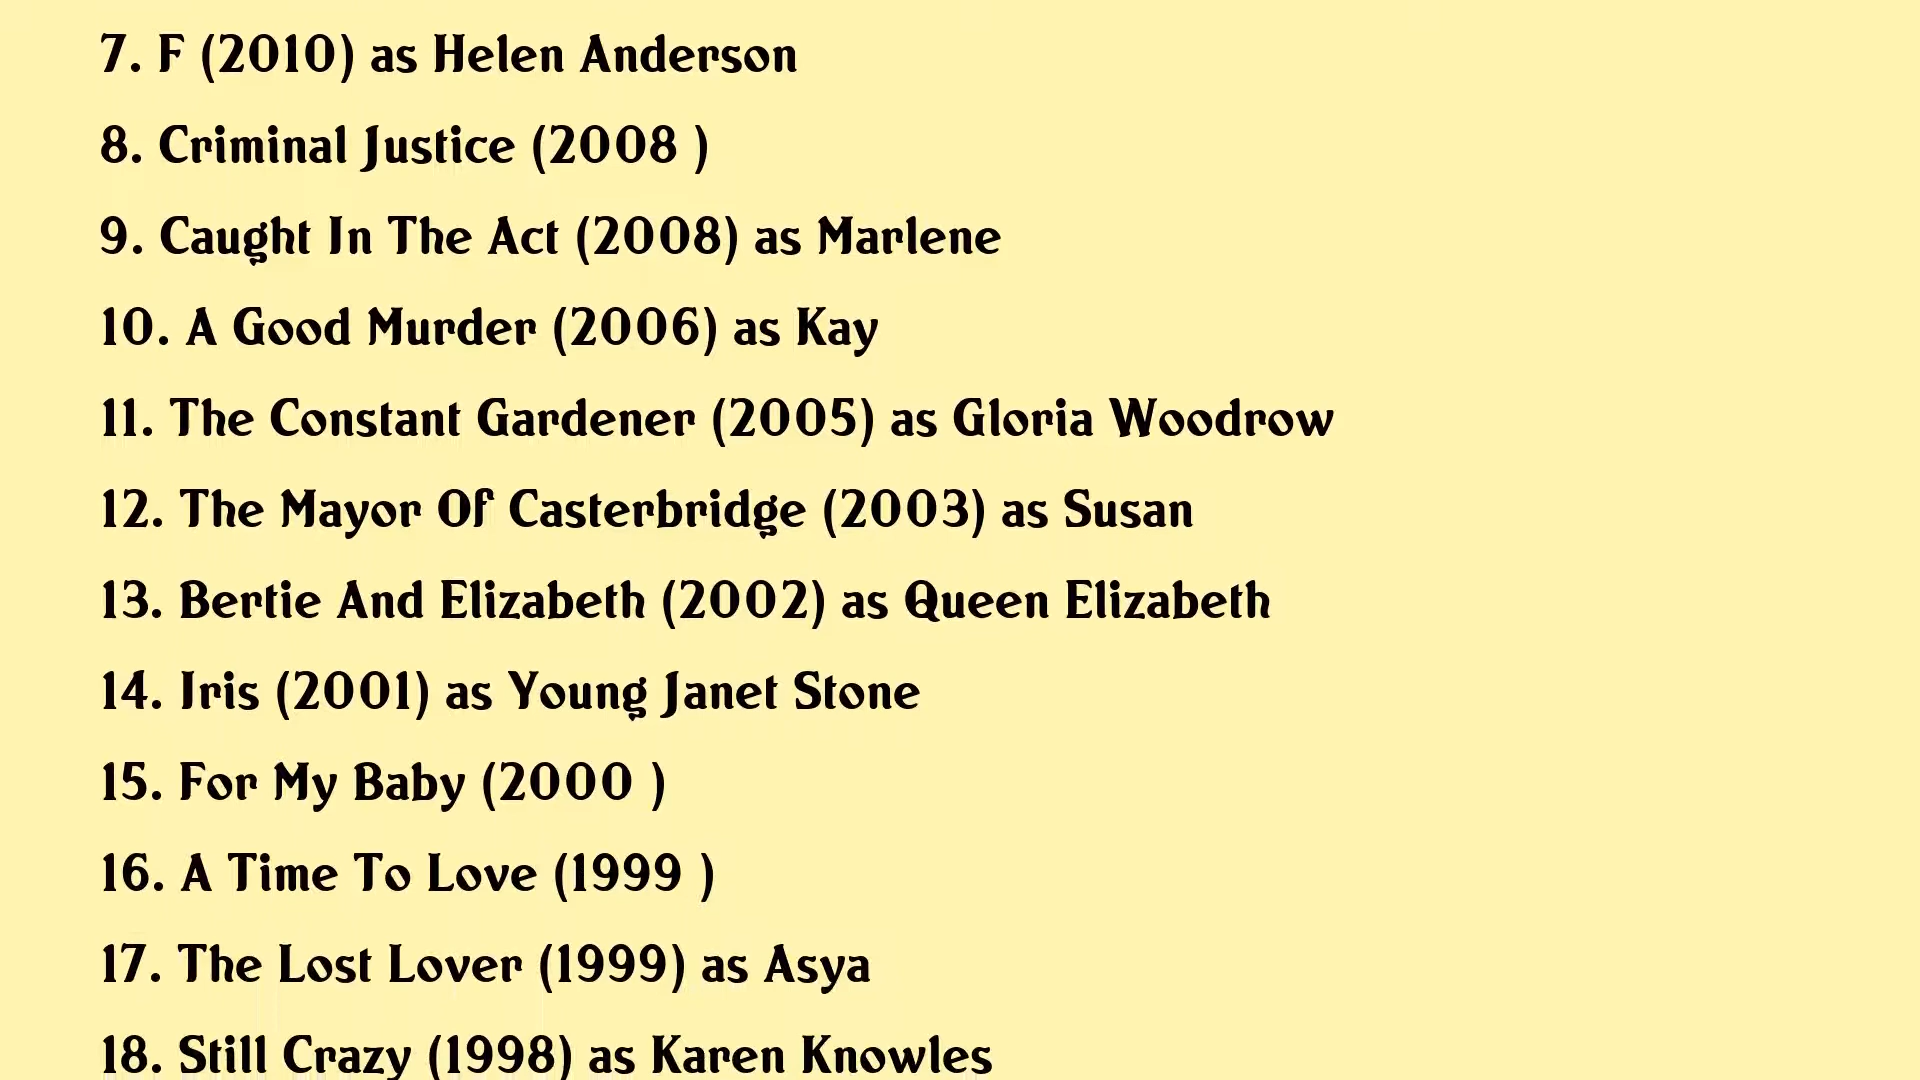 7. F (2010) as Helen Anderson
8. Criminal Justice (2008 )
9. Caught In The Act (2008) as Marlene
10. A Good Murder (2006) as Kay
11. The Constant Gardener (2005) as Gloria Woodrow
12. The Mayor Of Casterbridge (2003) as Susan
13. Bertie And Elizabeth (2002) as Queen Elizabeth
14. Iris (2001) as Young Janet Stone
15. For My Baby (2000 )
16. A Time To Love (1999 )
17. The Lost Lover (1999) as Asya
18. Still Crazy (1998) as Karen Knowles